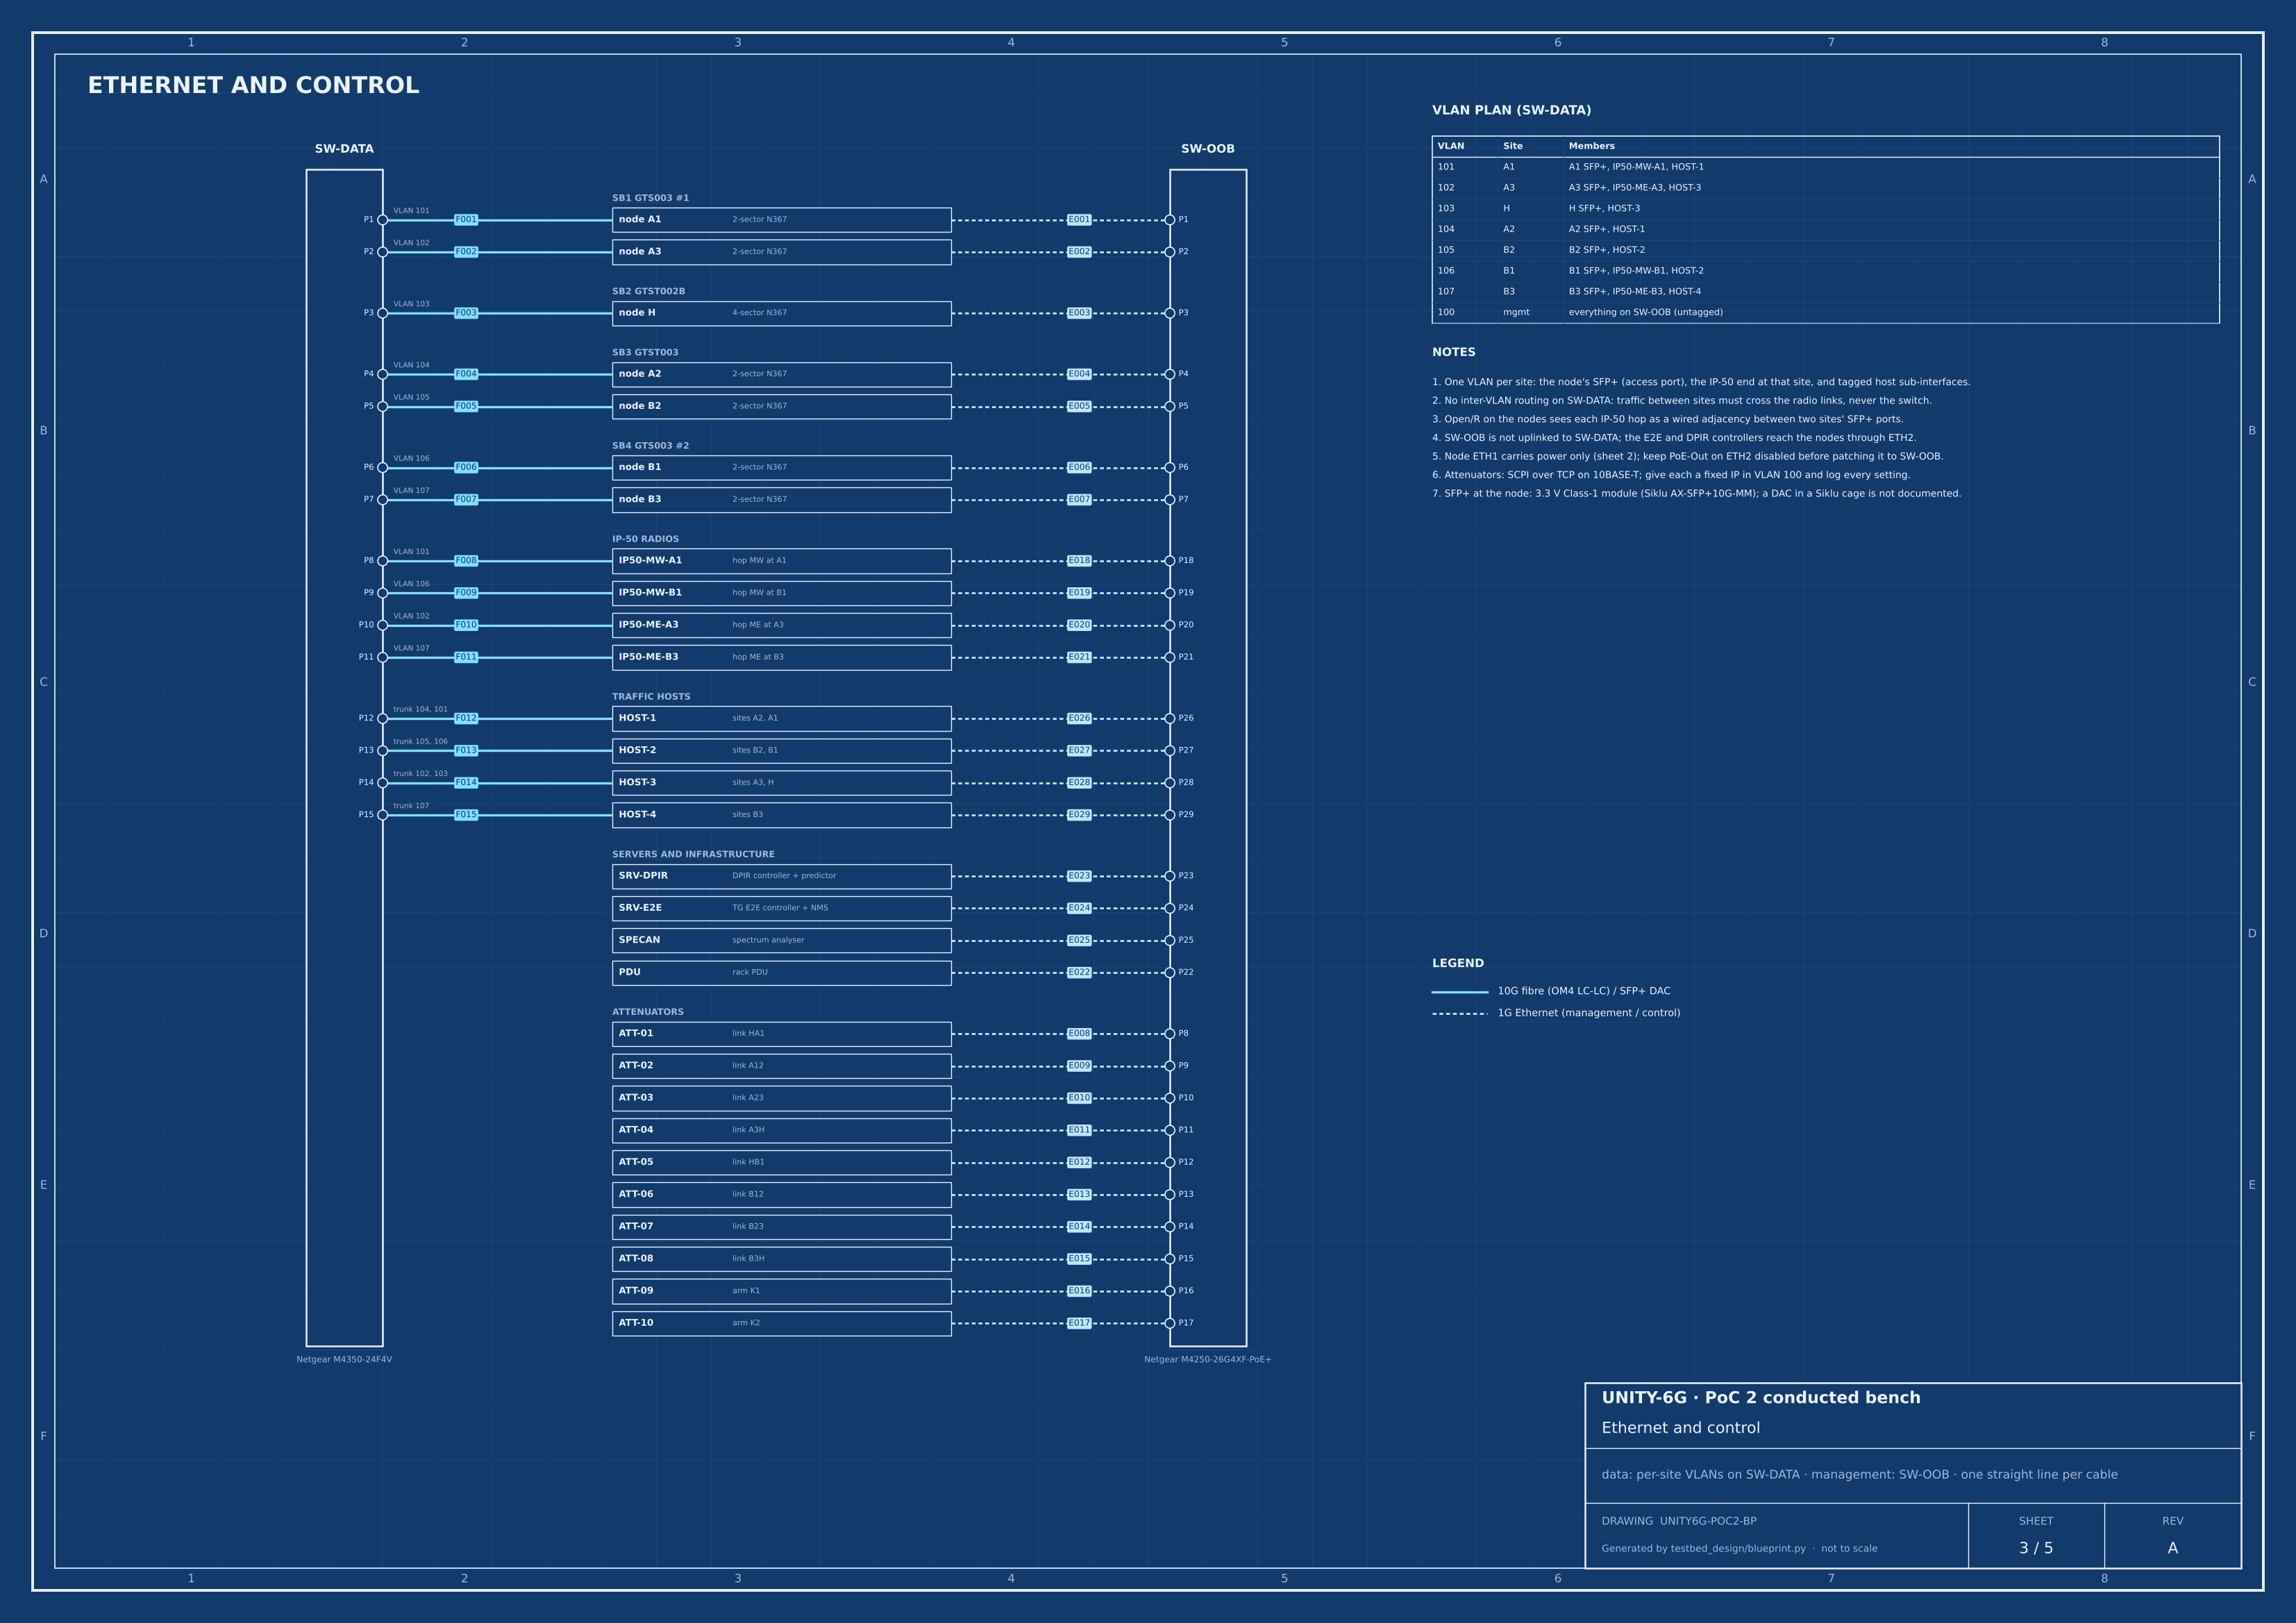 1 2 3 4 5 6 7 8
ETHERNET AND CONTROL
SW-DATA
SW-OOB
SB1 GTS003 #1
P1 VLAN 101 F001 node A1 2-sector N367 E001 P1
P2 VLAN 102 F002 node A3 2-sector N367 E002 P2
SB2 GTST002B
P3 VLAN 103 F003 node H 4-sector N367 E003 P3
SB3 GTST003
P4 VLAN 104 F004 node A2 2-sector N367 E004 P4
P5 VLAN 105 F005 node B2 2-sector N367 E005 P5
SB4 GTS003 #2
P6 VLAN 106 F006 node B1 2-sector N367 E006 P6
P7 VLAN 107 F007 node B3 2-sector N367 E007 P7
IP-50 RADIOS
P8 VLAN 101 F008 IP50-MW-A1 hop MW at A1 E018 P18
P9 VLAN 106 F009 IP50-MW-B1 hop MW at B1 E019 P19
P10 VLAN 102 F010 IP50-ME-A3 hop ME at A3 E020 P20
P11 VLAN 107 F011 IP50-ME-B3 hop ME at B3 E021 P21
TRAFFIC HOSTS
P12 trunk 104, 101 F012 HOST-1 sites A2, A1 E026 P26
P13 trunk 105, 106 F013 HOST-2 sites B2, B1 E027 P27
P14 trunk 102, 103 F014 HOST-3 sites A3, H E028 P28
P15 trunk 107 F015 HOST-4 sites B3 E029 P29
SERVERS AND INFRASTRUCTURE
SRV-DPIR DPIR controller + predictor E023 P23
SRV-E2E TG E2E controller + NMS E024 P24
SPECAN spectrum analyser E025 P25
PDU rack PDU E022 P22
ATTENUATORS
ATT-01 link HA1 E008 P8
ATT-02 link A12 E009 P9
ATT-03 link A23 E010 P10
ATT-04 link A3H E011 P11
ATT-05 link HB1 E012 P12
ATT-06 link B12 E013 P13
ATT-07 link B23 E014 P14
ATT-08 link B3H E015 P15
ATT-09 arm K1 E016 P16
ATT-10 arm K2 E017 P17
Netgear M4350-24F4V
Netgear M4250-26G4XF-PoE+
VLAN PLAN (SW-DATA)
VLAN Site Members
101 A1 A1 SFP+, IP50-MW-A1, HOST-1
102 A3 A3 SFP+, IP50-ME-A3, HOST-3
103 H H SFP+, HOST-3
104 A2 A2 SFP+, HOST-1
105 B2 B2 SFP+, HOST-2
106 B1 B1 SFP+, IP50-MW-B1, HOST-2
107 B3 B3 SFP+, IP50-ME-B3, HOST-4
100 mgmt everything on SW-OOB (untagged)
NOTES
1. One VLAN per site: the node's SFP+ (access port), the IP-50 end at that site, and tagged host sub-interfaces.
2. No inter-VLAN routing on SW-DATA: traffic between sites must cross the radio links, never the switch.
3. Open/R on the nodes sees each IP-50 hop as a wired adjacency between two sites' SFP+ ports.
4. SW-OOB is not uplinked to SW-DATA; the E2E and DPIR controllers reach the nodes through ETH2.
5. Node ETH1 carries power only (sheet 2); keep PoE-Out on ETH2 disabled before patching it to SW-OOB.
6. Attenuators: SCPI over TCP on 10BASE-T; give each a fixed IP in VLAN 100 and log every setting.
7. SFP+ at the node: 3.3 V Class-1 module (Siklu AX-SFP+10G-MM); a DAC in a Siklu cage is not documented.
LEGEND
10G fibre (OM4 LC-LC) / SFP+ DAC
1G Ethernet (management / control)
A A
B B
C C
D D
E E
F F
UNITY-6G · PoC 2 conducted bench
Ethernet and control
data: per-site VLANs on SW-DATA · management: SW-OOB · one straight line per cable
DRAWING UNITY6G-POC2-BP
Generated by testbed_design/blueprint.py · not to scale
SHEET
3 / 5
REV
A
1 2 3 4 5 6 7 8